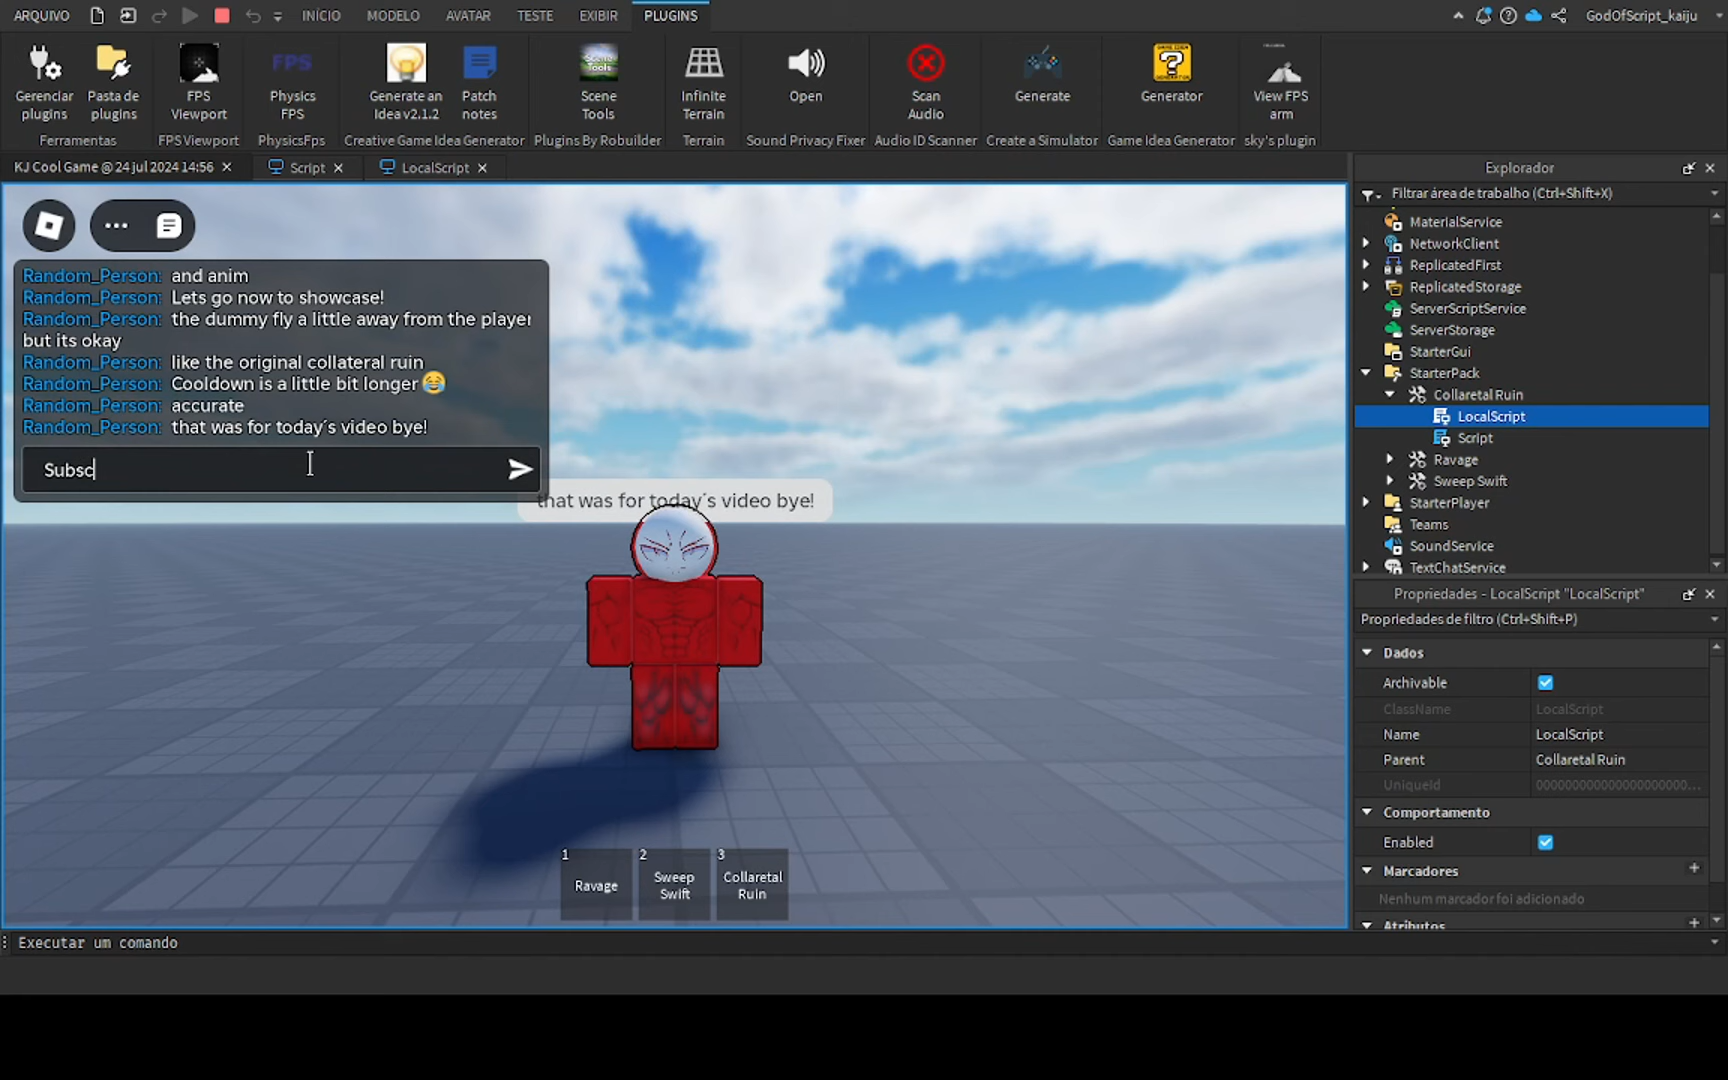 ARQUIVO
INÍCIO
MODELO
AVATAR
TESTE
EXIBIR
PLUGINS
GodOfScript_kaiju
Gerenciar
plugins
Pasta de
plugins
Ferramentas
FPS
Viewport
FPS Viewport
FPS
Physics
FPS
PhysicsFps
Generate an
Idea v2.1.2
Patch
notes
Creative Game Idea Generator
Scene
Tools
Scene
Tools
Plugins By Robuilder
Infinite
Terrain
Terrain
Open
Sound Privacy Fixer
Scan
Audio
Audio ID Scanner
Generate
Create a Simulator
Generator
Game Idea Generator
View FPS
arm
sky's plugin
KJ Cool Game @ 24 jul 2024 14:56
Script
LocalScript
Random_Person: and anim
Random_Person: Lets go now to showcase!
Random_Person: the dummy fly a little away from the player
but its okay
Random_Person: like the original collateral ruin
Random_Person: Cooldown is a little bit longer 😂
Random_Person: accurate
Random_Person: that was for today´s video bye!
Subsc
that was for today´s video bye!
1
Ravage
2
Sweep
Swift
3
Collaretal
Ruin
Executar um comando
Explorador
Filtrar área de trabalho (Ctrl+Shift+X)
MaterialService
NetworkClient
ReplicatedFirst
ReplicatedStorage
ServerScriptService
ServerStorage
StarterGui
StarterPack
Collaretal Ruin
LocalScript
Script
Ravage
Sweep Swift
StarterPlayer
Teams
SoundService
TextChatService
Propriedades - LocalScript "LocalScript"
Propriedades de filtro (Ctrl+Shift+P)
Dados
Archivable
ClassName LocalScript
Name LocalScript
Parent Collaretal Ruin
UniqueId
Comportamento
Enabled
Marcadores
Nenhum marcador foi adicionado
Atributos